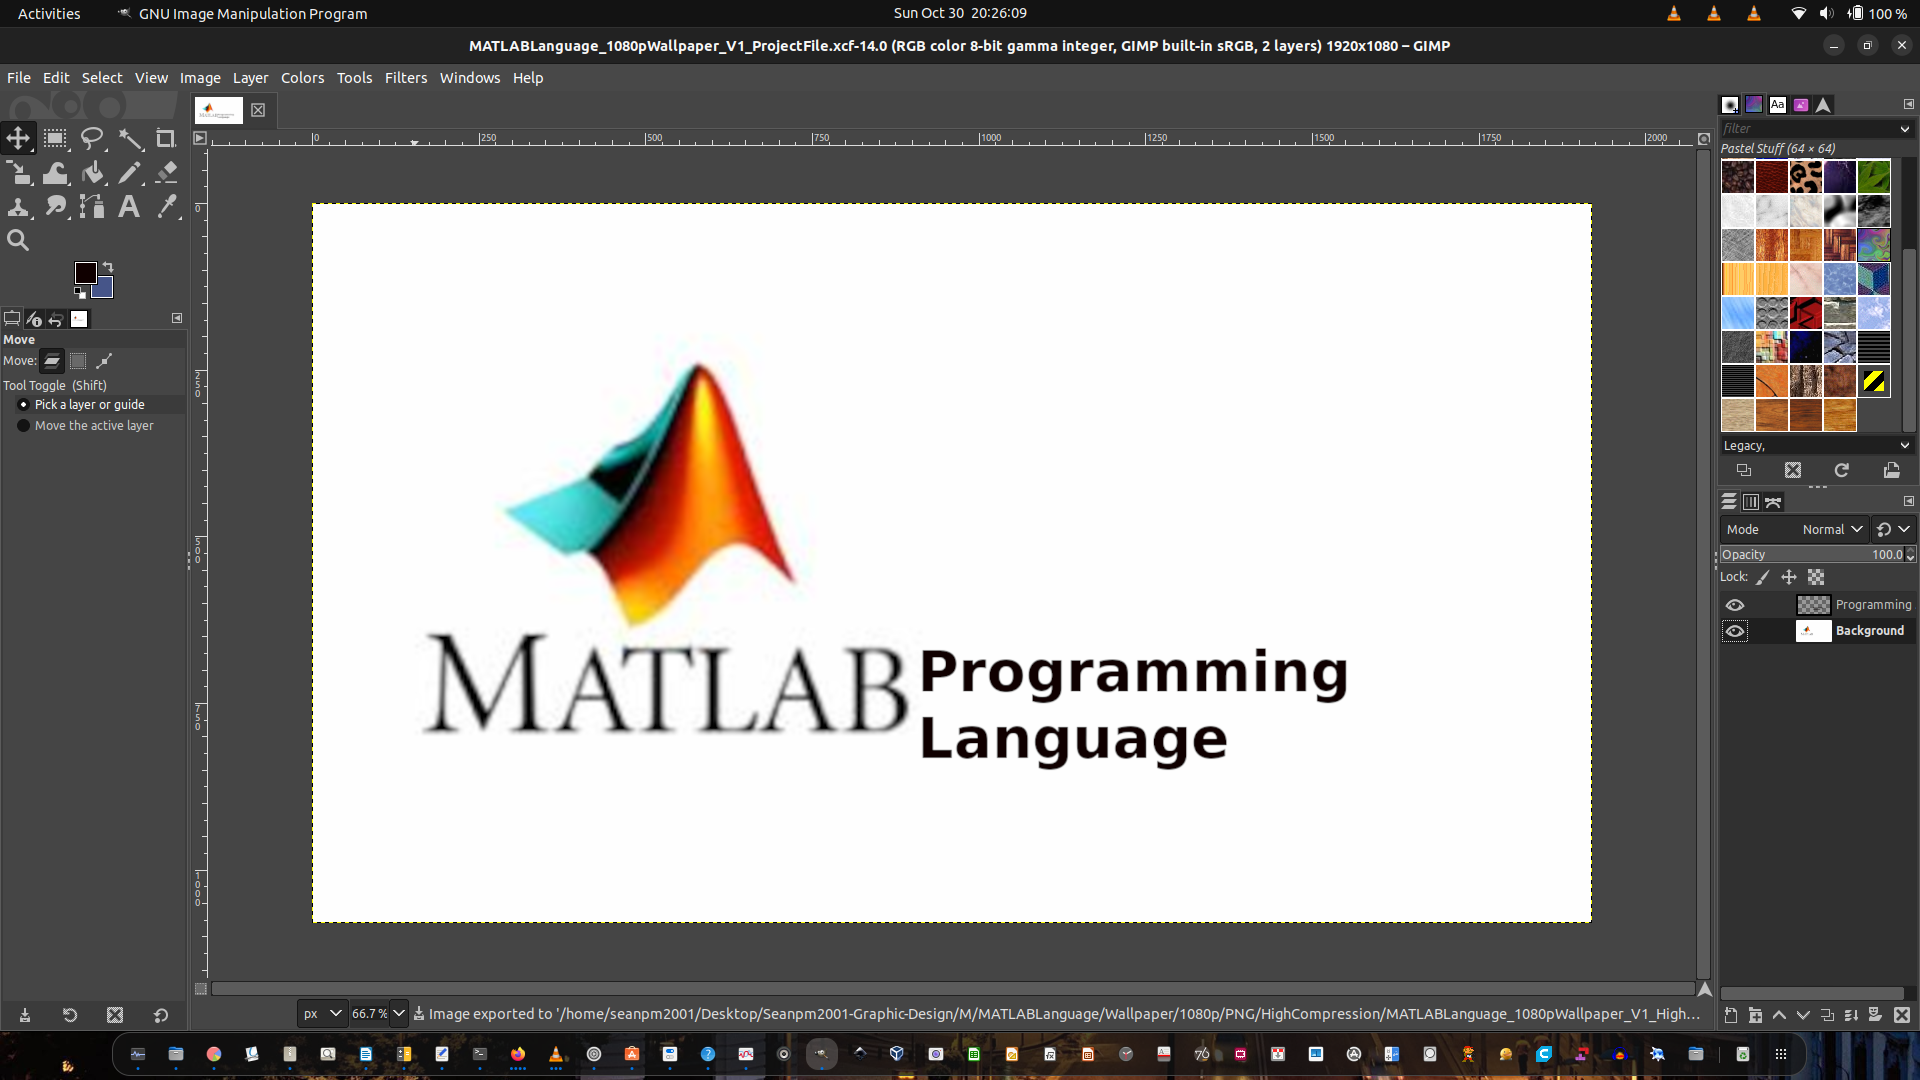 Activities
GNU Image Manipulation Program
Sun Oct 30 20:26:09
100 %
MATLABLanguage_1080pWallpaper_V1_ProjectFile.xcf-14.0 (RGB color 8-bit gamma integer, GIMP built-in sRGB, 2 layers) 1920x1080 – GIMP
File Edit Select View Image Layer Colors Tools Filters Windows Help
0 250 500 750 1000 1250 1500 1750 2000
filter
Pastel Stuff (64 × 64)
0
250
500
750
1000
Move
Move:
Tool Toggle (Shift)
Pick a layer or guide
Move the active layer
MATLAB
Programming
Language
Legacy,
Mode Normal
Opacity 100.0
Lock:
Programming
Background
px
66.7 %
Image exported to '/home/seanpm2001/Desktop/Seanpm2001-Graphic-Design/M/MATLABLanguage/Wallpaper/1080p/PNG/HighCompression/MATLABLanguage_1080pWallpaper_V1_High...